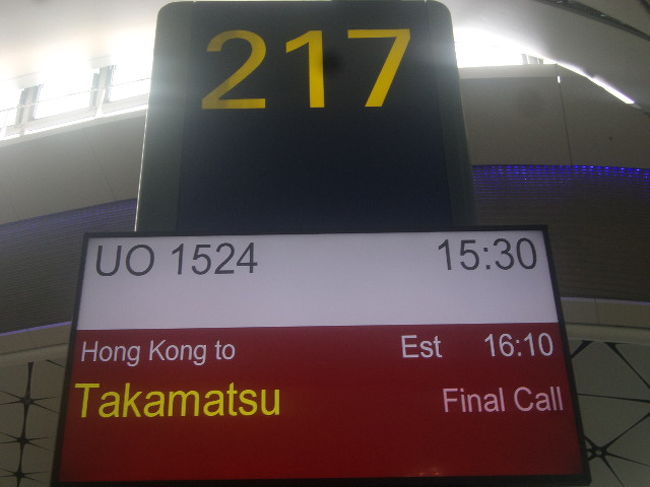 217
UO 1524 15:30
Hong Kong to Est 16:10
Takamatsu Final Call